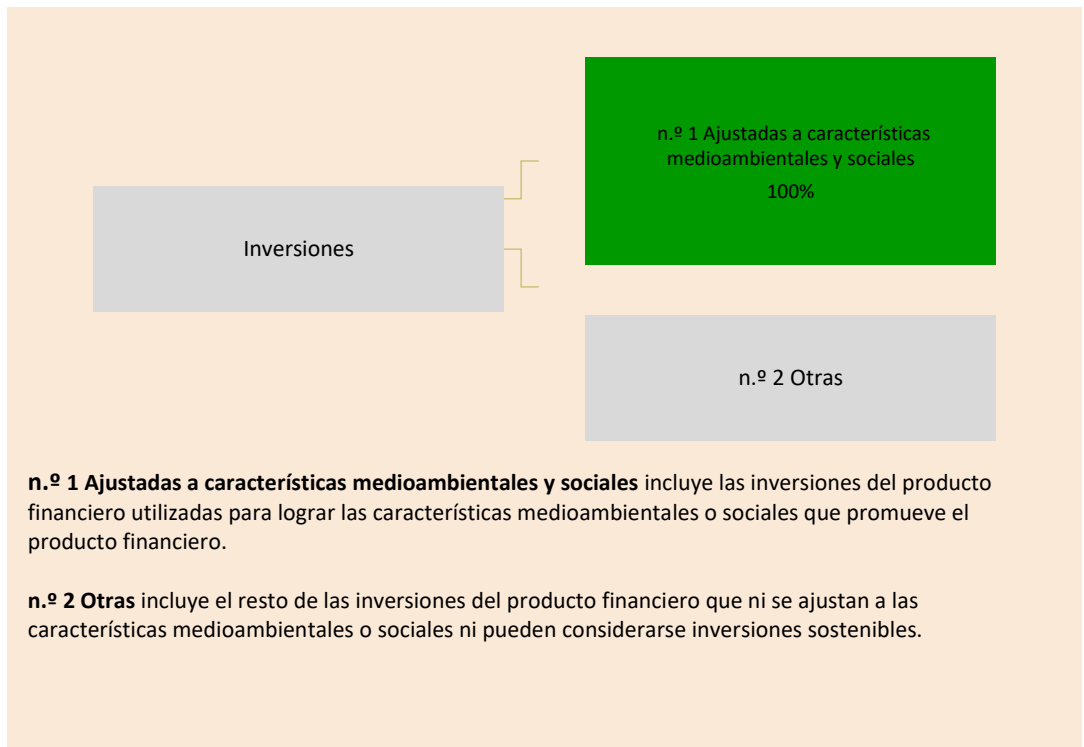 n.º 1 Ajustadas a características
medioambientales y sociales
100%
Inversiones
n.º 2 Otras
n.º 1 Ajustadas a características medioambientales y sociales incluye las inversiones del producto
financiero utilizadas para lograr las características medioambientales o sociales que promueve el
producto financiero.
n.º 2 Otras incluye el resto de las inversiones del producto financiero que ni se ajustan a las
características medioambientales o sociales ni pueden considerarse inversiones sostenibles.